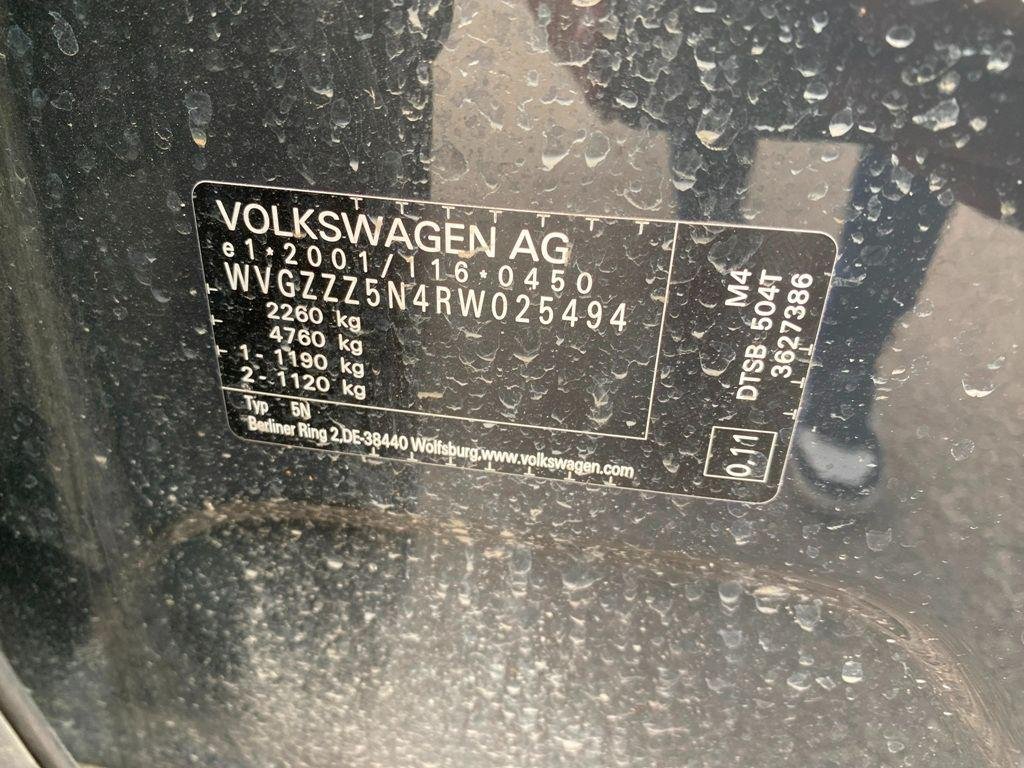 VOLKSWAGEN AG
e1*2001/116*0450
WVGZZZ5N4RW025494
2260 kg
4760 kg
1 - 1190 kg
2 - 1120 kg
Typ 5N
Berliner Ring 2,DE-38440 Wolfsburg,www.volkswagen.com
M4
DTSB 504T
3627386
0,11